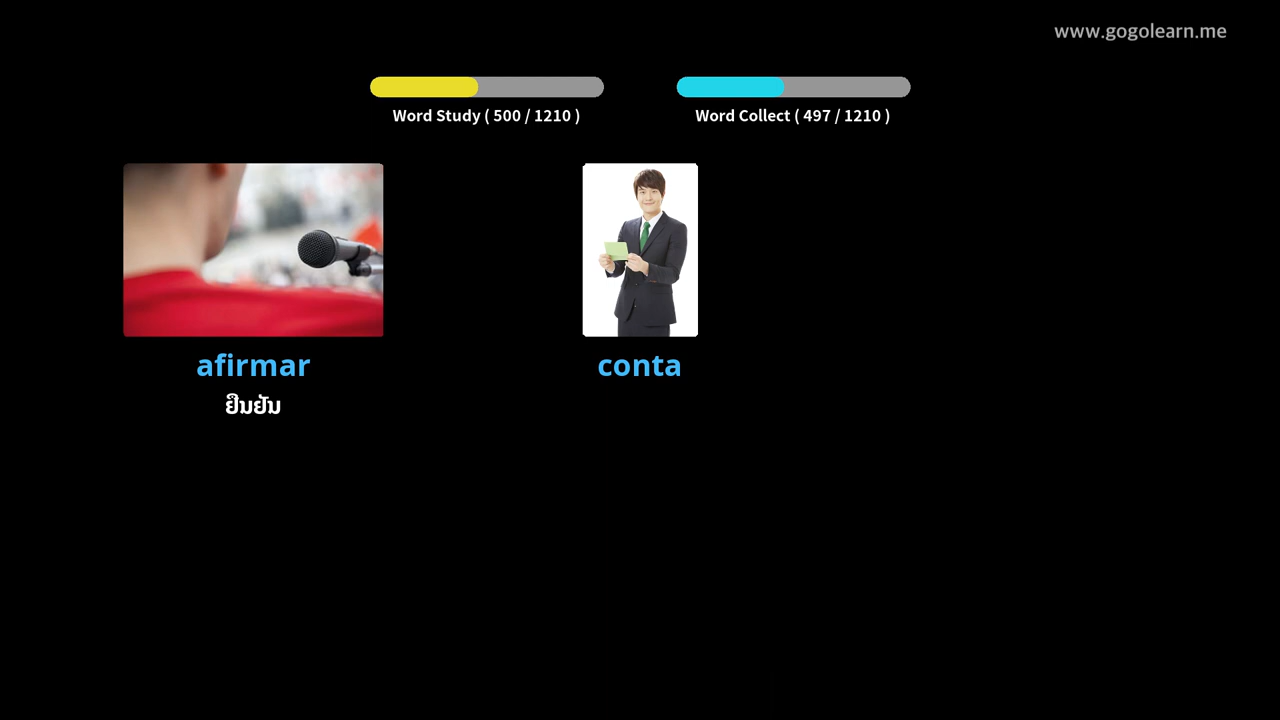 www.gogolearn.me
Word Study ( 500 / 1210 )
Word Collect ( 497 / 1210 )
afirmar
ຢືນຢັນ
conta